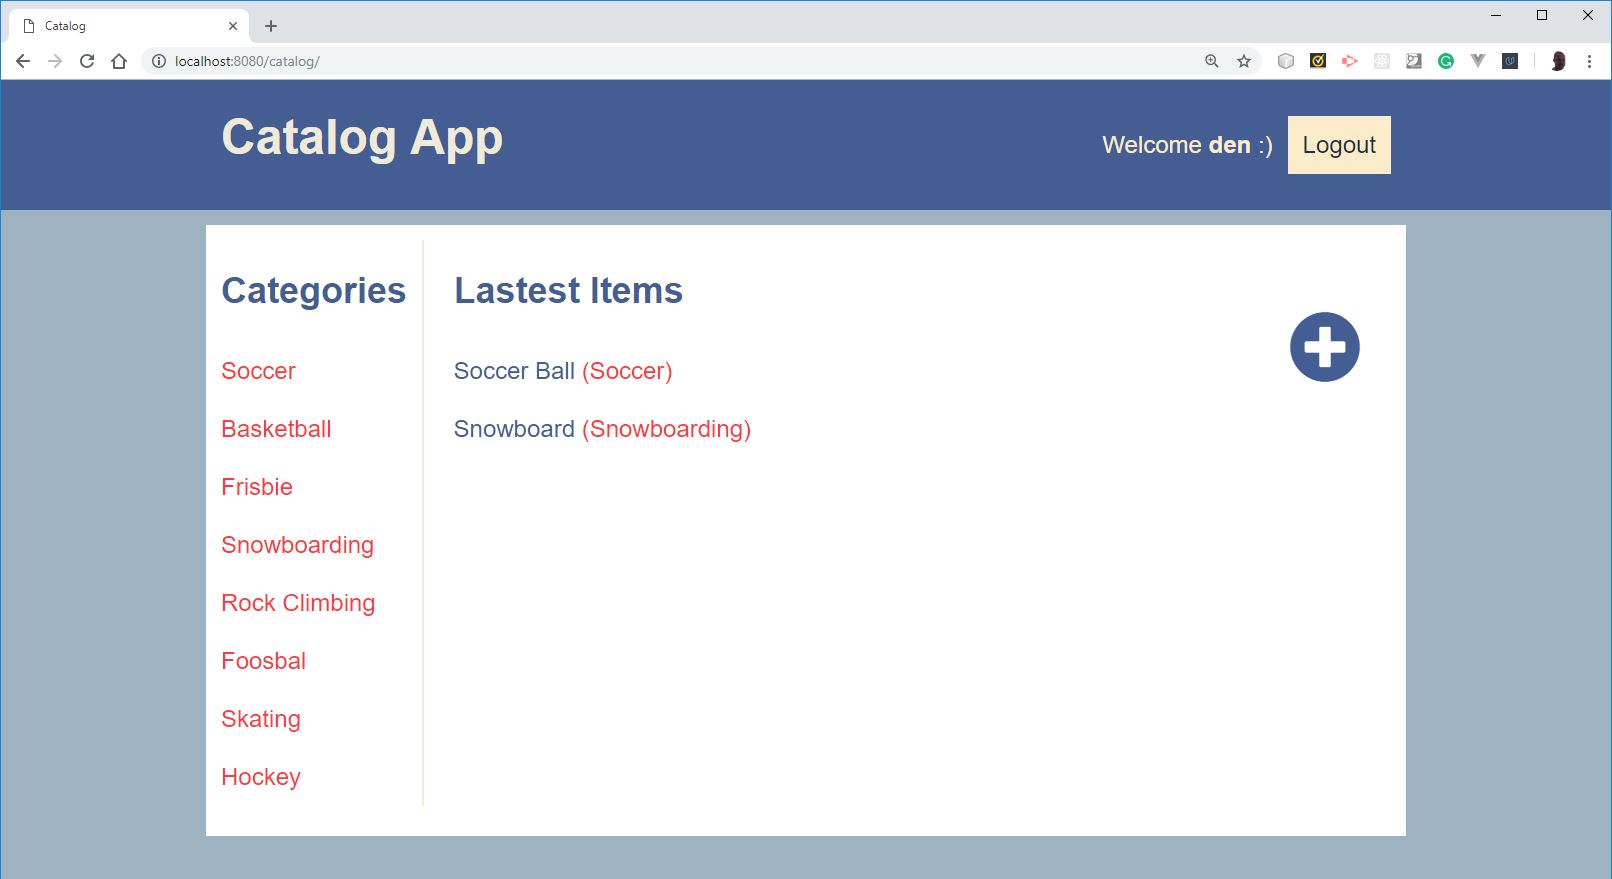 Catalog
localhost:8080/catalog/
Catalog App
Welcome den :)
Logout
Categories
Soccer
Basketball
Frisbie
Snowboarding
Rock Climbing
Foosbal
Skating
Hockey
Lastest Items
Soccer Ball (Soccer)
Snowboard (Snowboarding)